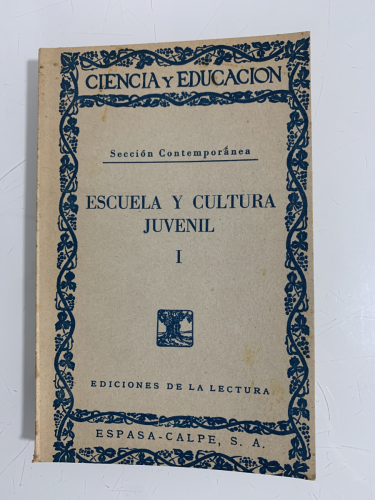 CIENCIA Y EDUCACION
Sección Contemporánea
ESCUELA Y CULTURA
JUVENIL
I
EDICIONES DE LA LECTURA
ESPASA-CALPE, S. A.